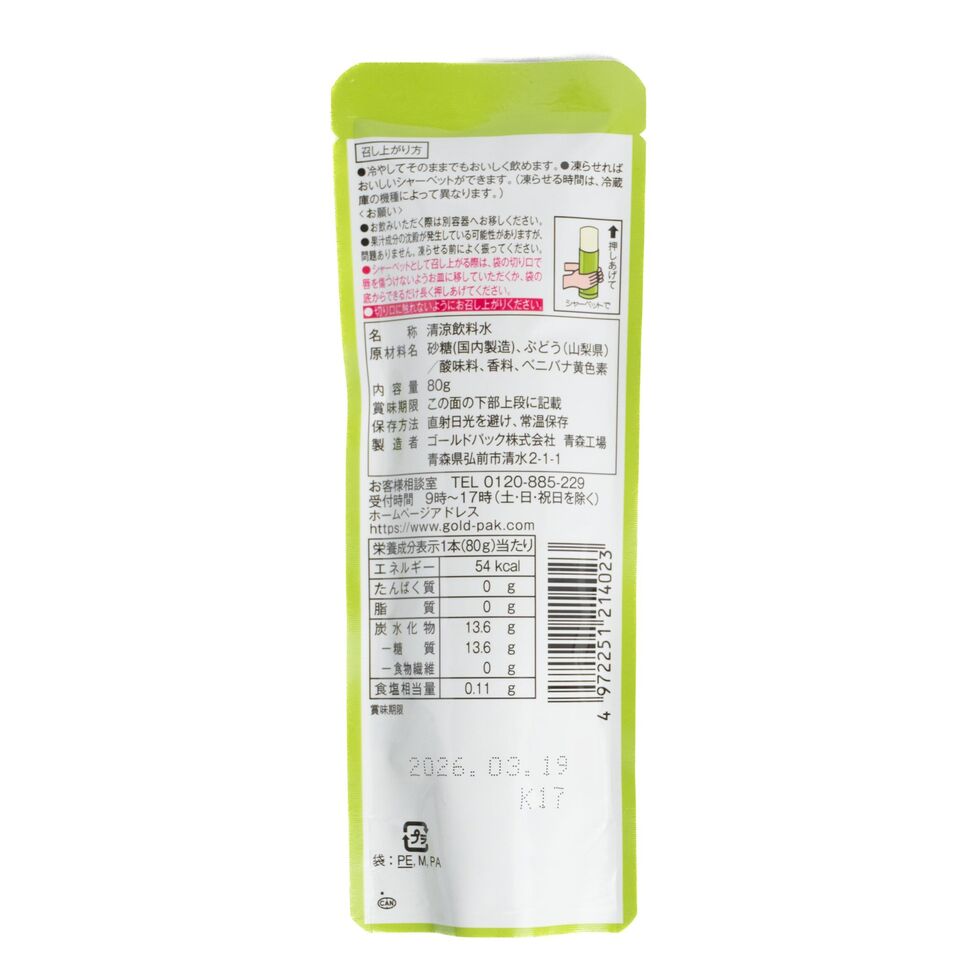 召し上がり方
●冷やしてそのままでもおいしく飲めます。●凍らせれば
おいしいシャーベットができます。（凍らせる時間は、冷蔵
庫の機種によって異なります。）
〈お願い〉
●お飲みいただく際は別容器へお移しください。
●果汁成分の沈殿が発生している可能性がありますが、
問題ありません。凍らせる前によく振ってください。
●シャーベットとして召し上がる際は、袋の切り口で
唇を傷つけないようお皿に移していただくか、袋の
底からできるだけ長く押しあげてください。
●切り口に触れないようにお召し上がりください。
押しあげて
シャーベットで
名称 清涼飲料水
原材料名 砂糖(国内製造)、ぶどう（山梨県）
／酸味料、香料、ベニバナ黄色素
内容量 80g
賞味期限 この面の下部上段に記載
保存方法 直射日光を避け、常温保存
製造者 ゴールドパック株式会社 青森工場
青森県弘前市清水2-1-1
お客様相談室 TEL 0120-885-229
受付時間 9時〜17時（土・日・祝日を除く）
ホームページアドレス
https://www.gold-pak.com
栄養成分表示1本(80g)当たり
エネルギー 54 kcal
たんぱく質 0 g
脂質 0 g
炭水化物 13.6 g
―糖質 13.6 g
―食物繊維 0 g
食塩相当量 0.11 g
4 972251 214023
賞味期限
2026.03.19
K17
プラ
袋：PE, M, PA
CAN